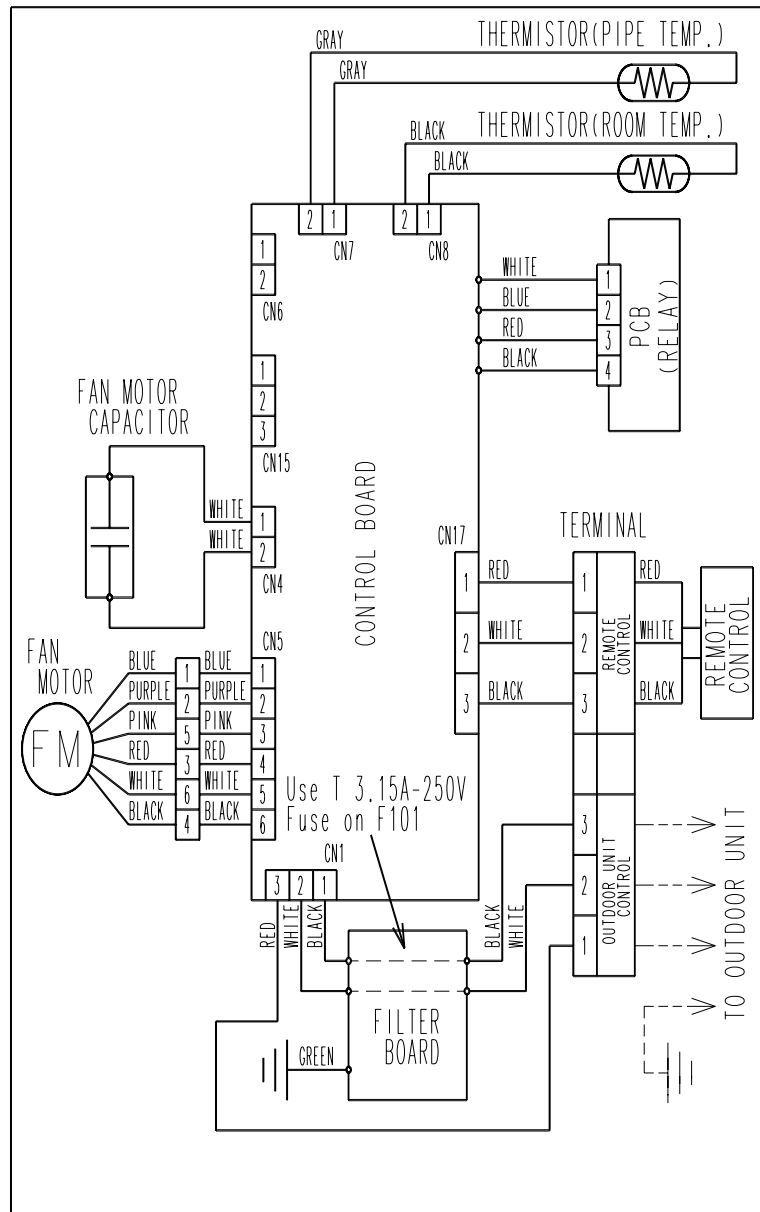 GRAY
THERMISTOR(PIPE TEMP.)
GRAY
BLACK
THERMISTOR(ROOM TEMP.)
BLACK
2 1
CN7
2 1
CN8
1
2
CN6
WHITE
BLUE
RED
BLACK
1
2
3
4
PCB
(RELAY)
1
2
3
CN15
FAN MOTOR
CAPACITOR
WHITE
WHITE
1
2
CN4
CONTROL BOARD
CN17
1
2
3
RED
WHITE
BLACK
TERMINAL
1
2
3
REMOTE
CONTROL
RED
WHITE
BLACK
REMOTE
CONTROL
FAN
MOTOR
FM
BLUE
PURPLE
PINK
RED
WHITE
BLACK
1
2
5
3
6
4
BLUE
PURPLE
PINK
RED
WHITE
BLACK
CN5
1
2
3
4
5
6
Use T 3.15A-250V
Fuse on F101
3
2
1
OUTDOOR UNIT
CONTROL
TO OUTDOOR UNIT
CN1
3 2 1
RED
WHITE
BLACK
BLACK
WHITE
FILTER
BOARD
GREEN